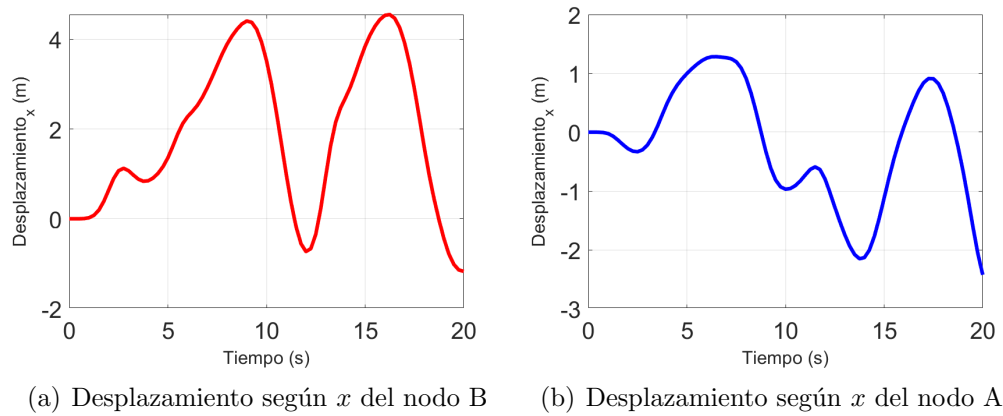 4
2
0
-2
Desplazamiento_x (m)
0 5 10 15 20
Tiempo (s)
(a) Desplazamiento según x del nodo B
2
1
0
-1
-2
-3
Desplazamiento_x (m)
0 5 10 15 20
Tiempo (s)
(b) Desplazamiento según x del nodo A